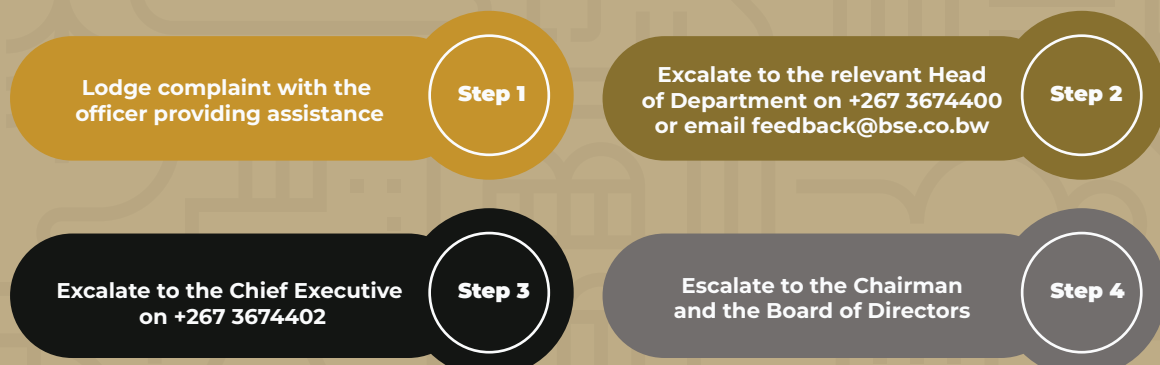 Lodge complaint with the
officer providing assistance
Step 1
Excalate to the relevant Head
of Department on +267 3674400
or email feedback@bse.co.bw
Step 2
Excalate to the Chief Executive
on +267 3674402
Step 3
Escalate to the Chairman
and the Board of Directors
Step 4